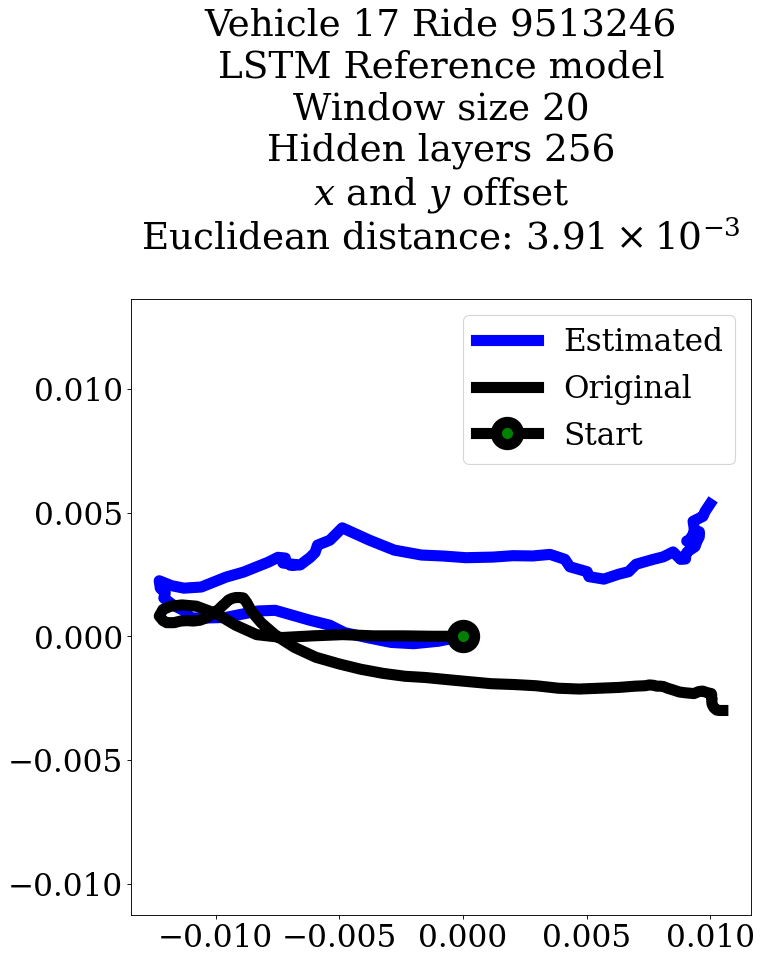 Vehicle 17 Ride 9513246
LSTM Reference model
Window size 20
Hidden layers 256
x and y offset
Euclidean distance: 3.91 × 10⁻³
Estimated
Original
Start
0.010
0.005
0.000
−0.005
−0.010
−0.010 −0.005 0.000 0.005 0.010